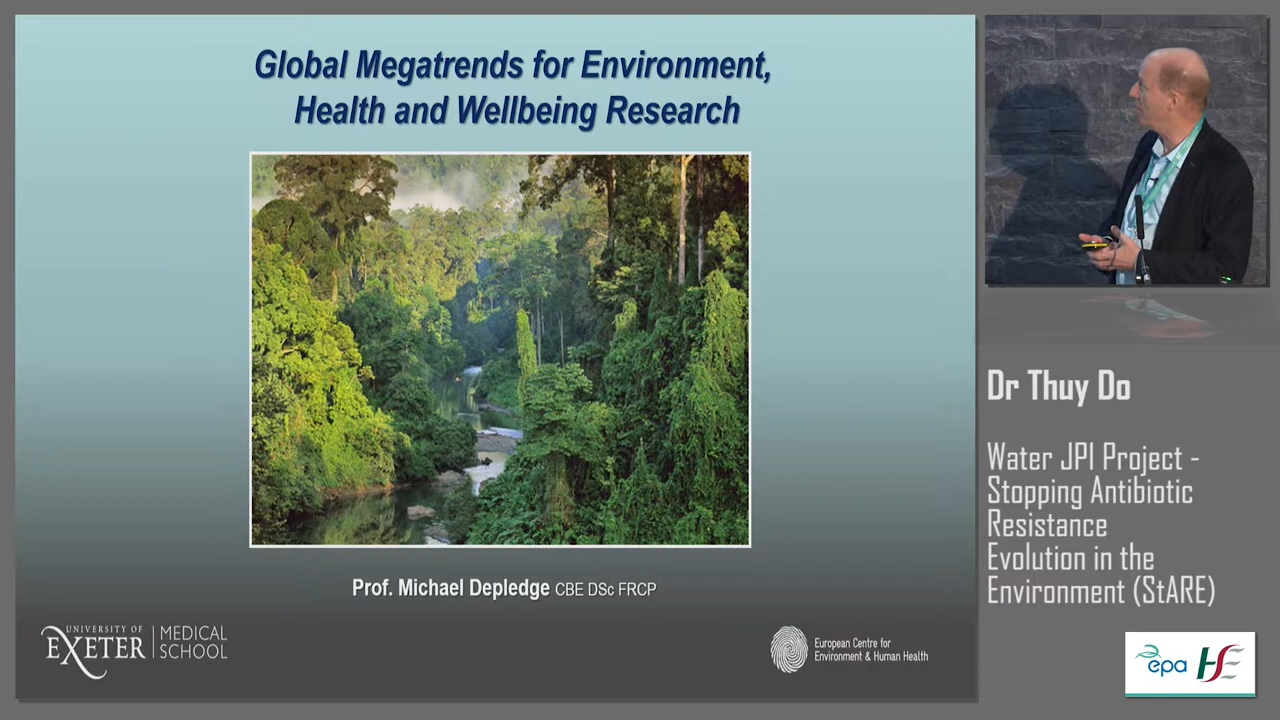 Global Megatrends for Environment,
Health and Wellbeing Research
Prof. Michael Depledge CBE DSc FRCP
UNIVERSITY OF
EXETER
MEDICAL
SCHOOL
European Centre for
Environment & Human Health
Dr Thuy Do
Water JPI Project -
Stopping Antibiotic
Resistance
Evolution in the
Environment (StARE)
epa
HSE